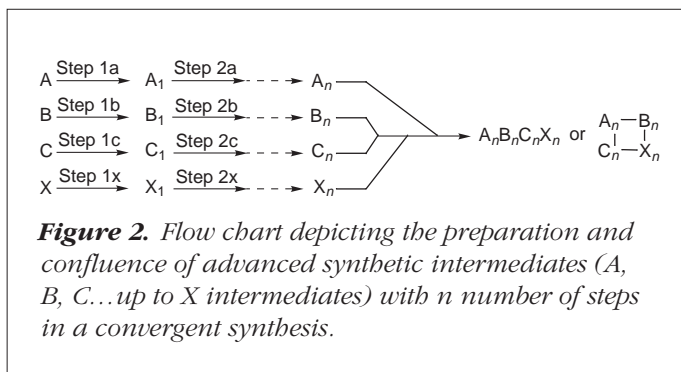 A Step 1a A₁ Step 2a Aₙ
B Step 1b B₁ Step 2b Bₙ
C Step 1c C₁ Step 2c Cₙ
X Step 1x X₁ Step 2x Xₙ
AₙBₙCₙXₙ or
Aₙ Bₙ
Cₙ Xₙ
Figure 2. Flow chart depicting the preparation and
confluence of advanced synthetic intermediates (A,
B, C…up to X intermediates) with n number of steps
in a convergent synthesis.